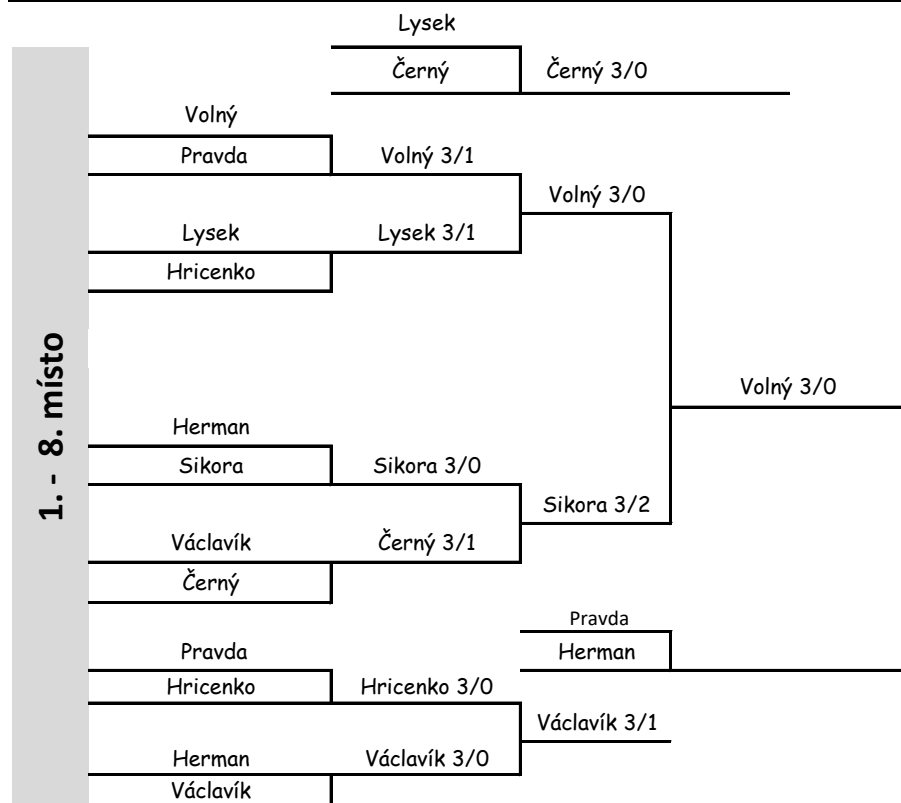 Lysek
Černý Černý 3/0
Volný
Pravda Volný 3/1
Volný 3/0
Lysek Lysek 3/1
Hricenko
1. - 8. místo
Volný 3/0
Herman
Sikora Sikora 3/0
Sikora 3/2
Václavík Černý 3/1
Černý
Pravda
Pravda Herman
Hricenko Hricenko 3/0
Václavík 3/1
Herman Václavík 3/0
Václavík